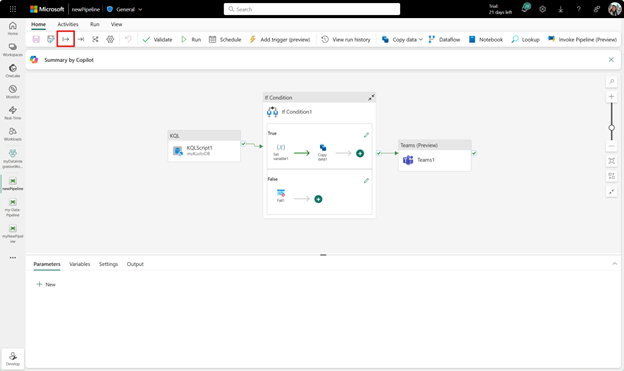 Microsoft newPipeline General Search Trial: 21 days left
Home Activities Run View
Validate Run Schedule Add trigger (preview) View run history Copy data Dataflow Notebook Lookup Invoke Pipeline (Preview)
Summary by Copilot
Home
Workspaces
OneLake
Monitor
Real-Time
Workloads
newPipeline
my Data Pipeline
myNewPipeline
Develop
KQL
KQLScript1
myKustoDB
If Condition
If Condition1
True
Set variable1
Copy data1
False
Fail1
Teams (Preview)
Teams1
Parameters Variables Settings Output
New